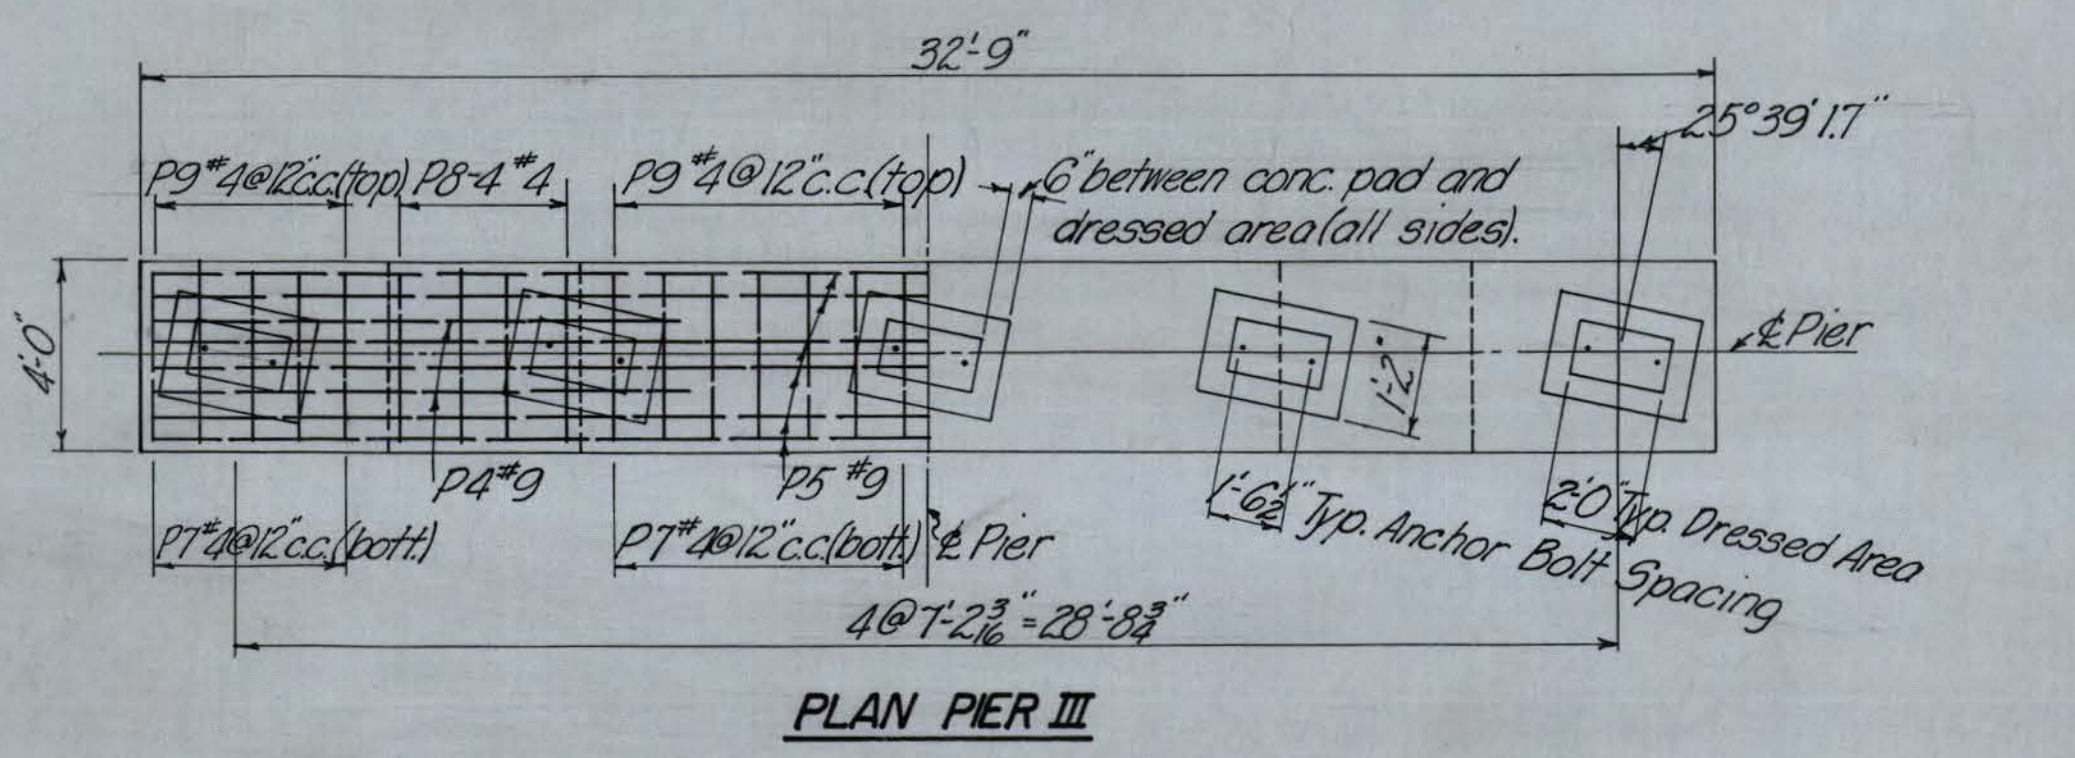 32'-9"
25°39'1.7"
P9 #4@12"c.c.(top)
P8-4 #4
P9 #4@12"c.c.(top)
6" between conc. pad and
dressed area (all sides).
4'-0"
℄ Pier
1'-2"
P4 #9
P5 #9
1'-6½" Typ. Anchor Bolt Spacing
2'-0" Typ. Dressed Area
P7 #4@12"c.c.(bott.)
P7 #4@12"c.c.(bott.)
℄ Pier
4@7'-2 3/16" = 28'-8¾"
PLAN PIER III